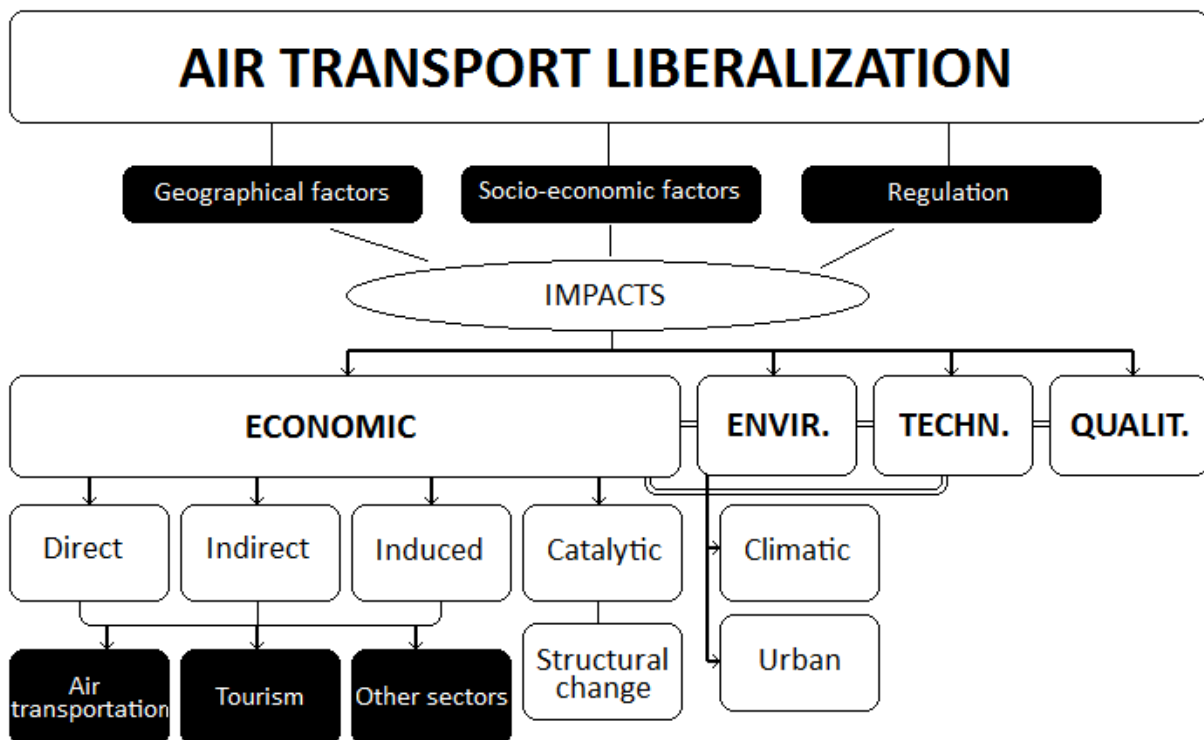 AIR TRANSPORT LIBERALIZATION
Geographical factors
Socio-economic factors
Regulation
IMPACTS
ECONOMIC
ENVIR.
TECHN.
QUALIT.
Direct
Indirect
Induced
Catalytic
Climatic
Air
transportation
Tourism
Other sectors
Structural
change
Urban